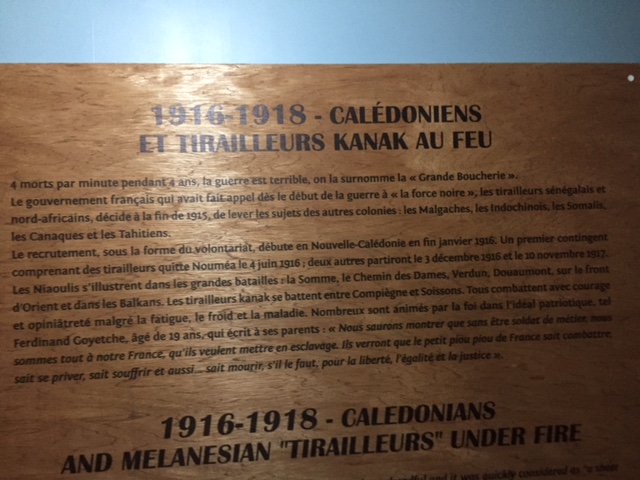 1916-1918 - CALÉDONIENS
ET TIRAILLEURS KANAK AU FEU
4 morts par minute pendant 4 ans, la guerre est terrible, on la surnomme la « Grande Boucherie ».
Le gouvernement français qui avait fait appel dès le début de la guerre à « la force noire », les tirailleurs sénégalais et
nord-africains, décide à la fin de 1915, de lever les sujets des autres colonies : les Malgaches, les Indochinois, les Somalis,
les Canaques et les Tahitiens.
Le recrutement, sous la forme du volontariat, débute en Nouvelle-Calédonie en fin janvier 1916. Un premier contingent
comprenant des tirailleurs quitte Nouméa le 4 juin 1916 ; deux autres partiront le 3 décembre 1916 et le 10 novembre 1917.
Les Niaoulis s'illustrent dans les grandes batailles : la Somme, le Chemin des Dames, Verdun, Douaumont, sur le front
d'Orient et dans les Balkans. Les tirailleurs kanak se battent entre Compiègne et Soissons. Tous combattent avec courage
et opiniâtreté malgré la fatigue, le froid et la maladie. Nombreux sont animés par la foi dans l'idéal patriotique, tel
Ferdinand Goyetche, âgé de 19 ans, qui écrit à ses parents : « Nous saurons montrer que sans être soldats de métier, nous
sommes tout à notre France, qu'ils veulent mettre en esclavage. Ils verront que le petit piou piou de France sait combattre,
sait se priver, sait souffrir et aussi... sait mourir, s'il le faut, pour la liberté, l'égalité et la justice ».
1916-1918 - CALEDONIANS
AND MELANESIAN "TIRAILLEURS" UNDER FIRE
and it was quickly considered as "a sheer